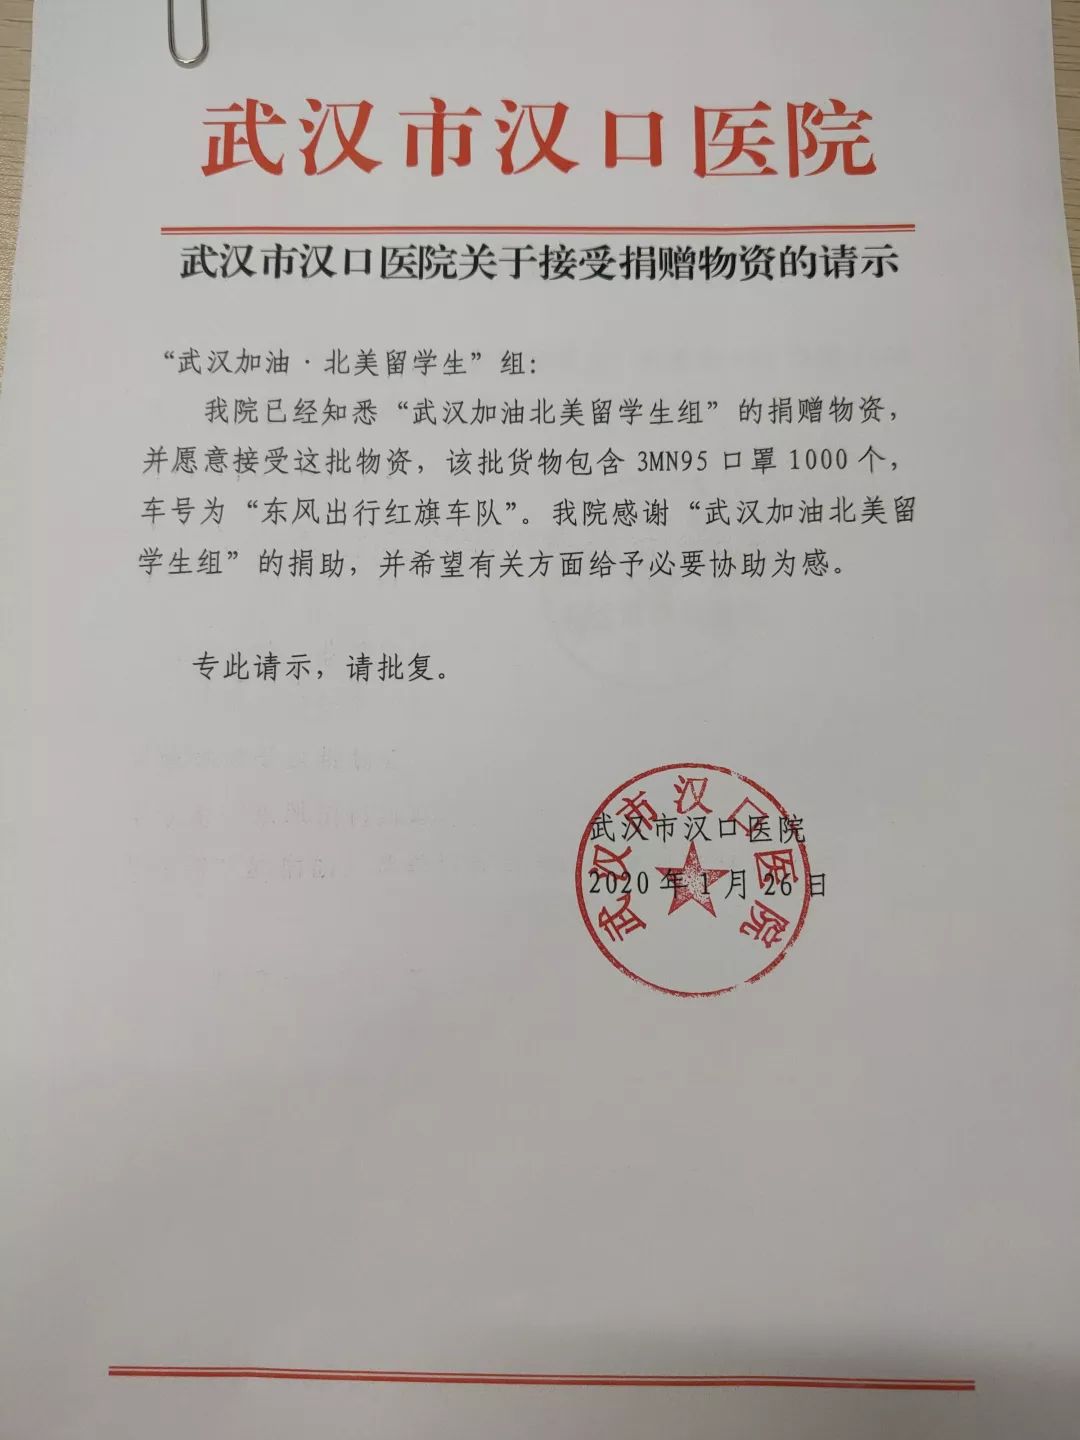 武汉市汉口医院
武汉市汉口医院关于接受捐赠物资的请示
“武汉加油·北美留学生”组：
我院已经知悉“武汉加油北美留学生组”的捐赠物资，
并愿意接受这批物资，该批货物包含 3MN95 口罩 1000 个，
车号为“东风出行红旗车队”。我院感谢“武汉加油北美留
学生组”的捐助，并希望有关方面给予必要协助为感。
专此请示，请批复。
武汉市汉口医院
2020 年 1 月 26 日
武汉市汉口医院